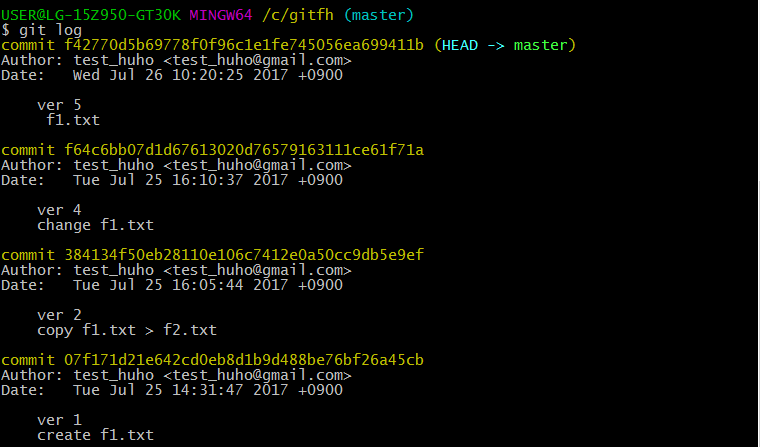 USER@LG-15Z950-GT30K MINGW64 /c/gitfh (master)
$ git log
commit f42770d5b69778f0f96c1e1fe745056ea699411b (HEAD -> master)
Author: test_huho <test_huho@gmail.com>
Date:   Wed Jul 26 10:20:25 2017 +0900
ver 5
f1.txt
commit f64c6bb07d1d67613020d76579163111ce61f71a
Author: test_huho <test_huho@gmail.com>
Date:   Tue Jul 25 16:10:37 2017 +0900
ver 4
change f1.txt
commit 384134f50eb28110e106c7412e0a50cc9db5e9ef
Author: test_huho <test_huho@gmail.com>
Date:   Tue Jul 25 16:05:44 2017 +0900
ver 2
copy f1.txt > f2.txt
commit 07f171d21e642cd0eb8d1b9d488be76bf26a45cb
Author: test_huho <test_huho@gmail.com>
Date:   Tue Jul 25 14:31:47 2017 +0900
ver 1
create f1.txt